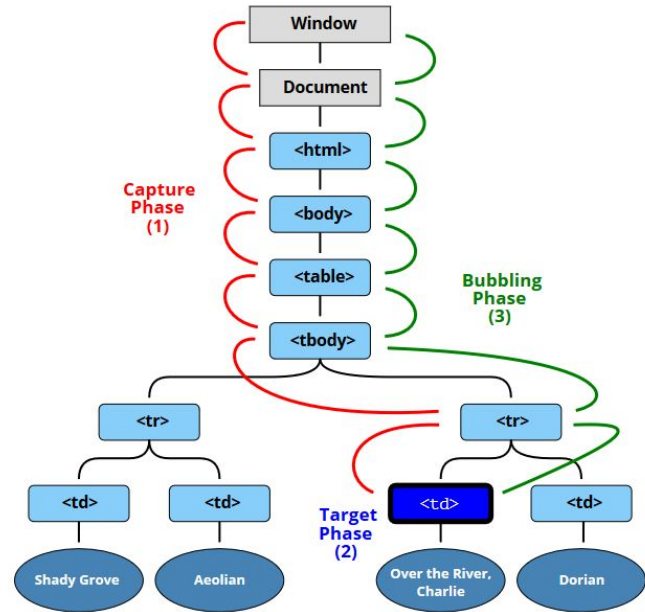 Window
Document
<html>
Capture
Phase
(1)
<body>
<table>
Bubbling
Phase
(3)
<tbody>
<tr>
<tr>
<td>
<td>
Target
Phase
(2)
<td>
<td>
Shady Grove
Aeolian
Over the River,
Charlie
Dorian